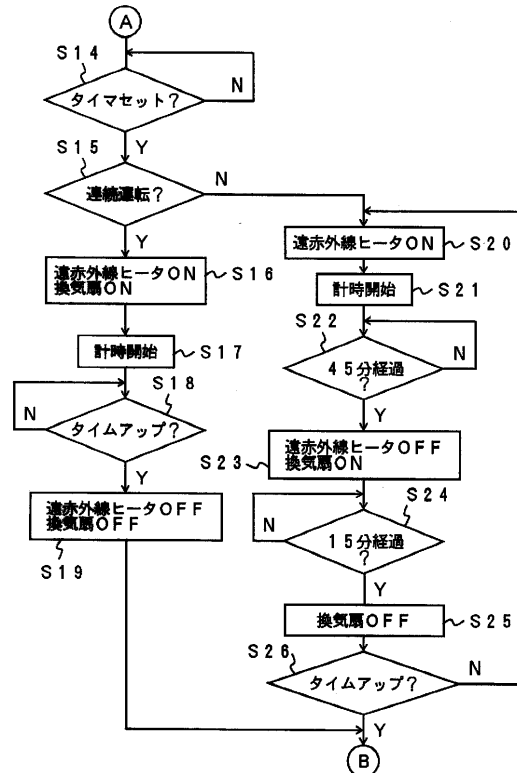 A
S14
タイマセット?
N
Y
S15
連続運転?
N
Y
遠赤外線ヒータON
換気扇ON
S16
計時開始
S17
S18
N
タイムアップ?
Y
遠赤外線ヒータOFF
換気扇OFF
S19
遠赤外線ヒータON
S20
計時開始
S21
S22
45分経過
?
N
Y
遠赤外線ヒータOFF
換気扇ON
S23
S24
N
15分経過
?
Y
換気扇OFF
S25
S26
タイムアップ?
N
Y
B